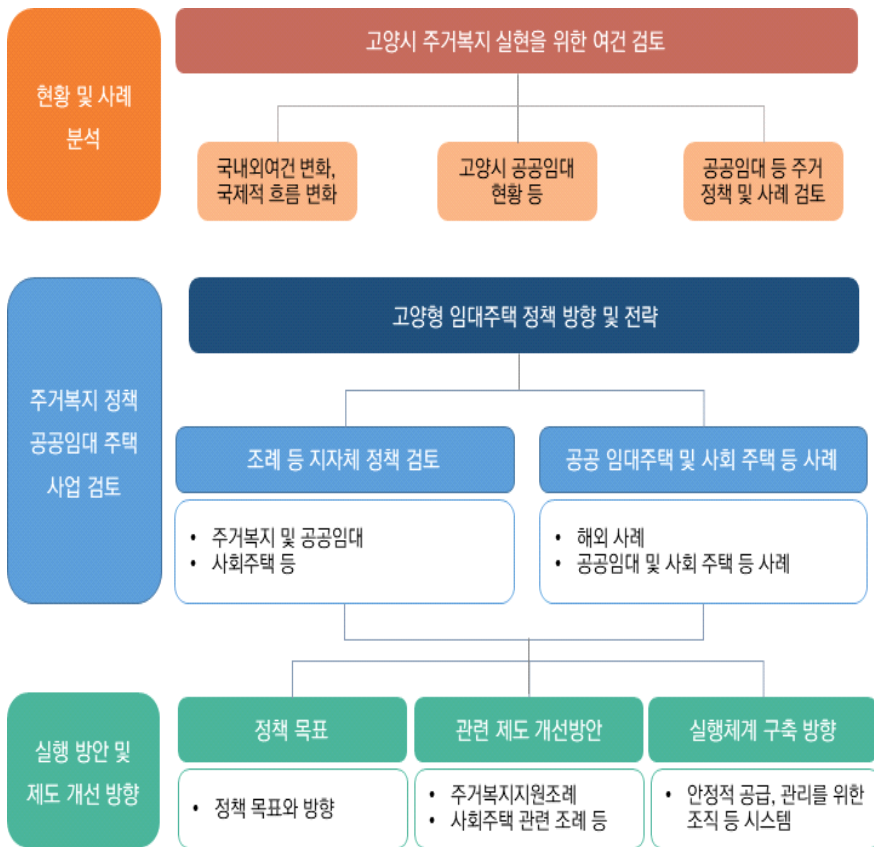 현황 및 사례
분석
고양시 주거복지 실현을 위한 여건 검토
국내외여건 변화,
국제적 흐름 변화
고양시 공공임대
현황 등
공공임대 등 주거
정책 및 사례 검토
주거복지 정책
공공임대 주택
사업 검토
고양형 임대주택 정책 방향 및 전략
조례 등 지자체 정책 검토
• 주거복지 및 공공임대
• 사회주택 등
공공 임대주택 및 사회 주택 등 사례
• 해외 사례
• 공공임대 및 사회 주택 등 사례
실행 방안 및
제도 개선 방향
정책 목표
• 정책 목표와 방향
관련 제도 개선방안
• 주거복지지원조례
• 사회주택 관련 조례 등
실행체계 구축 방향
• 안정적 공급, 관리를 위한
조직 등 시스템